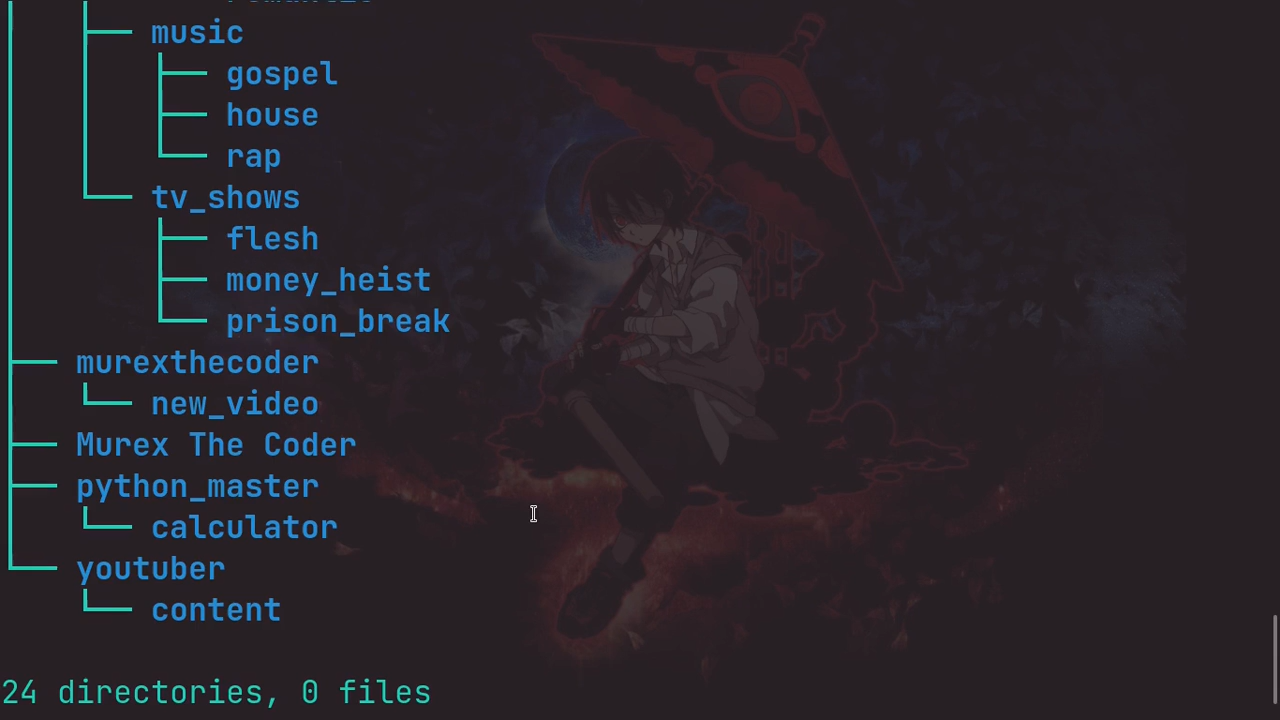 music
gospel
house
rap
tv_shows
flesh
money_heist
prison_break
murexthecoder
new_video
Murex The Coder
python_master
calculator
youtuber
content
24 directories, 0 files